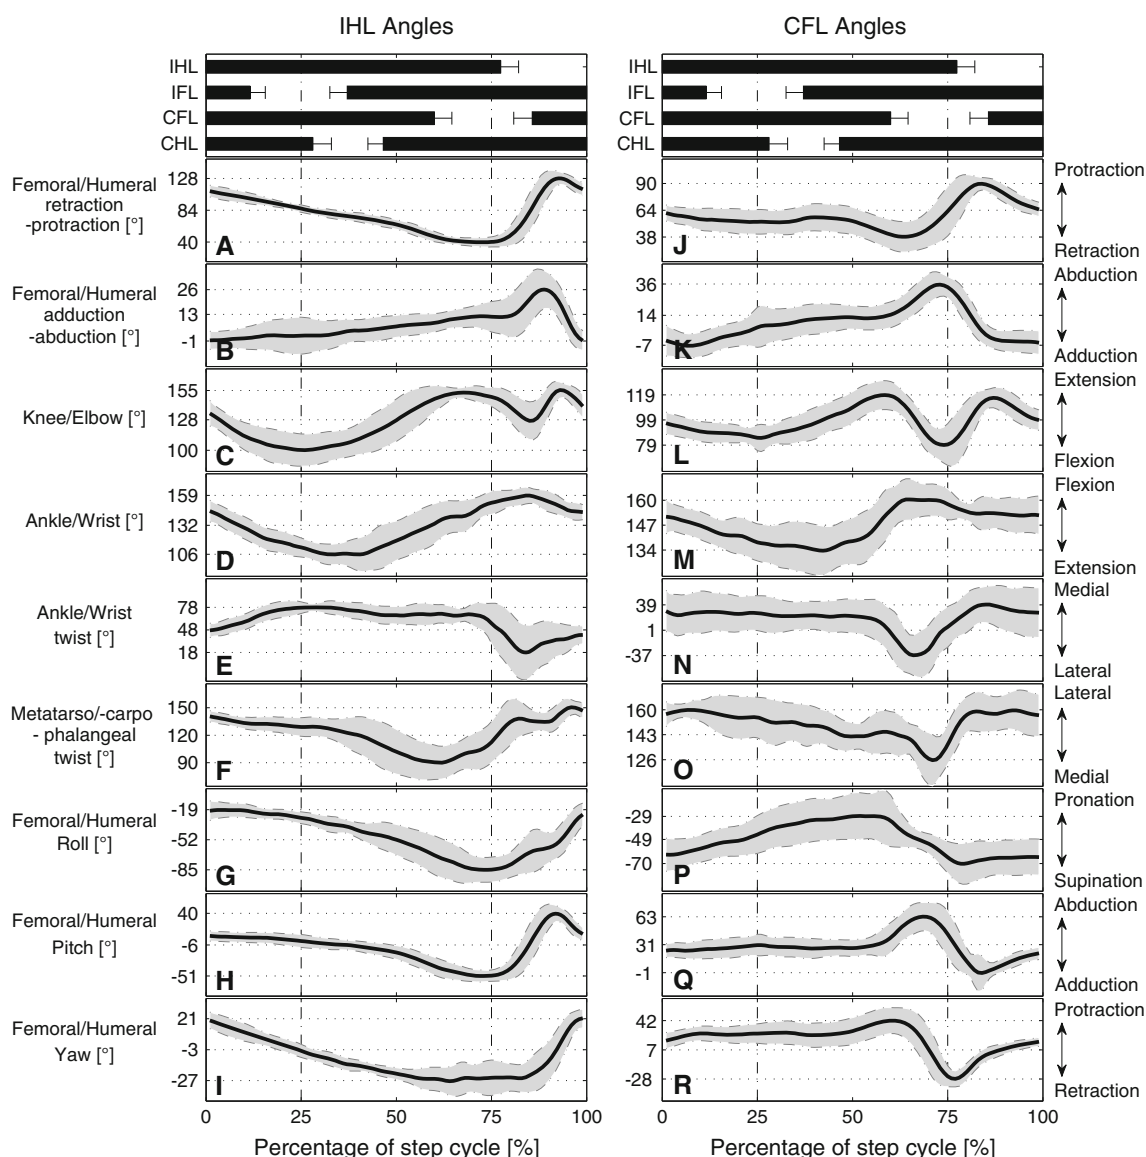 IHL Angles
CFL Angles
IHL
IFL
CFL
CHL
IHL
IFL
CFL
CHL
Femoral/Humeral
retraction
-protraction [°]
128
84
40
A
90
64
38
J
Protraction
Retraction
Femoral/Humeral
adduction
-abduction [°]
26
13
-1
B
36
14
-7
K
Abduction
Adduction
Knee/Elbow [°]
155
128
100
C
119
99
79
L
Extension
Flexion
Ankle/Wrist [°]
159
132
106
D
160
147
134
M
Flexion
Extension
Ankle/Wrist
twist [°]
78
48
18
E
39
1
-37
N
Medial
Lateral
Metatarso/-carpo
- phalangeal
twist [°]
150
120
90
F
160
143
126
O
Lateral
Medial
Femoral/Humeral
Roll [°]
-19
-52
-85
G
-29
-49
-70
P
Pronation
Supination
Femoral/Humeral
Pitch [°]
40
-6
-51
H
63
31
-1
Q
Abduction
Adduction
Femoral/Humeral
Yaw [°]
21
-3
-27
I
42
7
-28
R
Protraction
Retraction
0 25 50 75 100
0 25 50 75 100
Percentage of step cycle [%]
Percentage of step cycle [%]